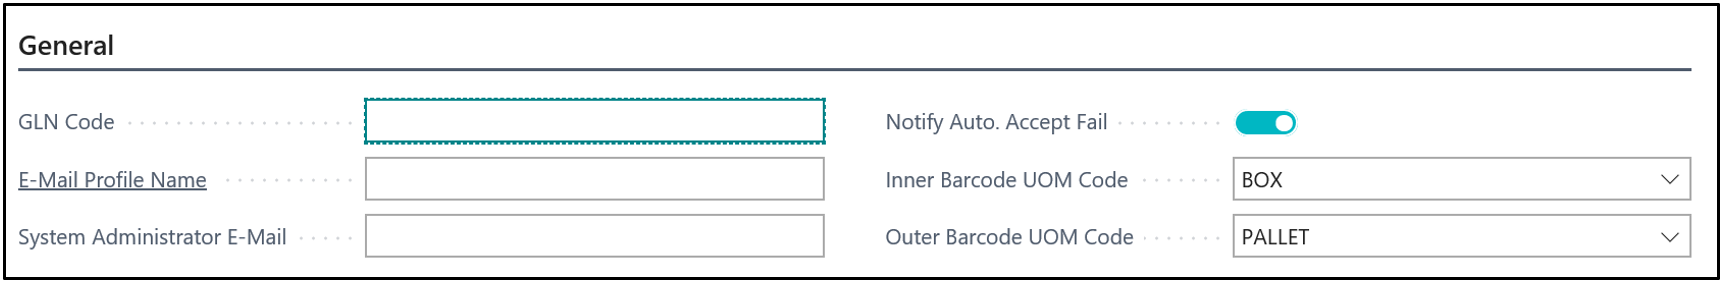 General
GLN Code
E-Mail Profile Name
System Administrator E-Mail
Notify Auto. Accept Fail
Inner Barcode UOM Code BOX
Outer Barcode UOM Code PALLET